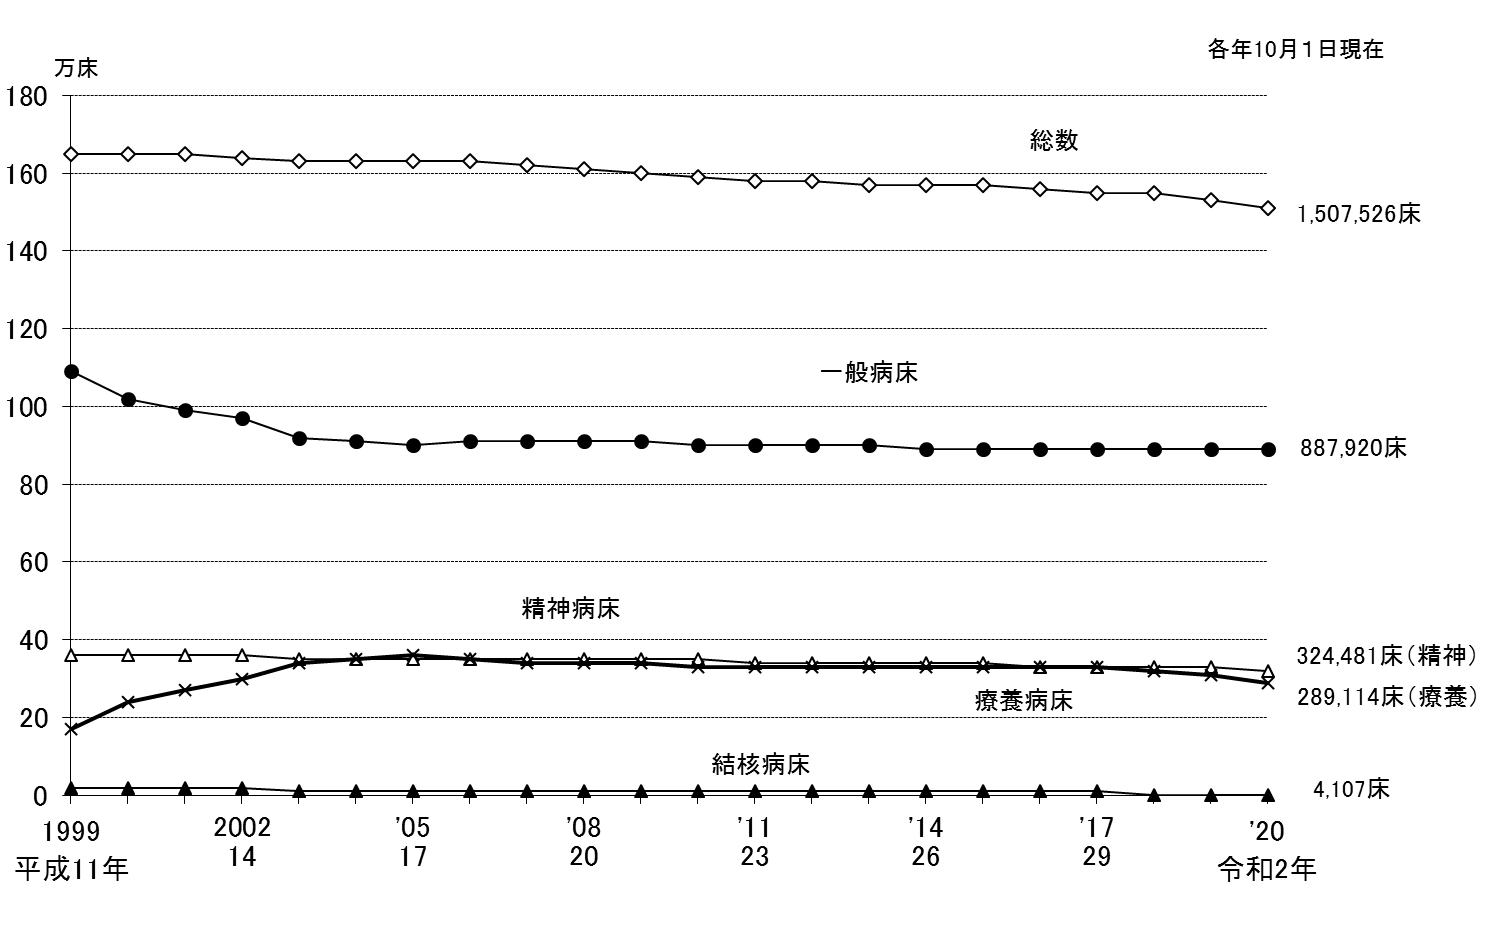 各年10月１日現在
万床
180
160
140
120
100
80
60
40
20
0
総数
1,507,526床
一般病床
887,920床
精神病床
324,481床（精神）
289,114床（療養）
療養病床
結核病床
4,107床
1999 2002 ’05 ’08 ’11 ’14 ’17 ’20
平成11年 14 17 20 23 26 29 令和2年